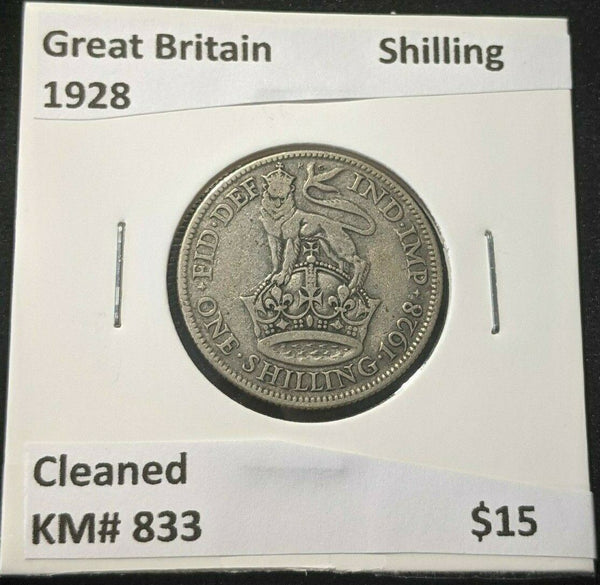 Great Britain Shilling
1928
·FID·DEF IND·IMP·
ONE·SHILLING·1928
Cleaned
KM# 833 $15